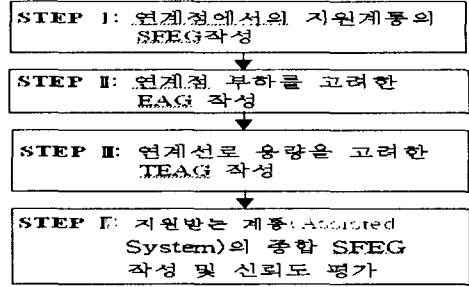 STEP Ⅰ: 연계점에서의 지원계통의
SFEG작성
STEP Ⅱ: 연계점 부하를 고려한
EAG 작성
STEP Ⅲ: 연계선로 용량을 고려한
TEAG 작성
STEP : 지원받는 계통(Assisted
System)의 종합 SFEG
작성 및 신뢰도 평가